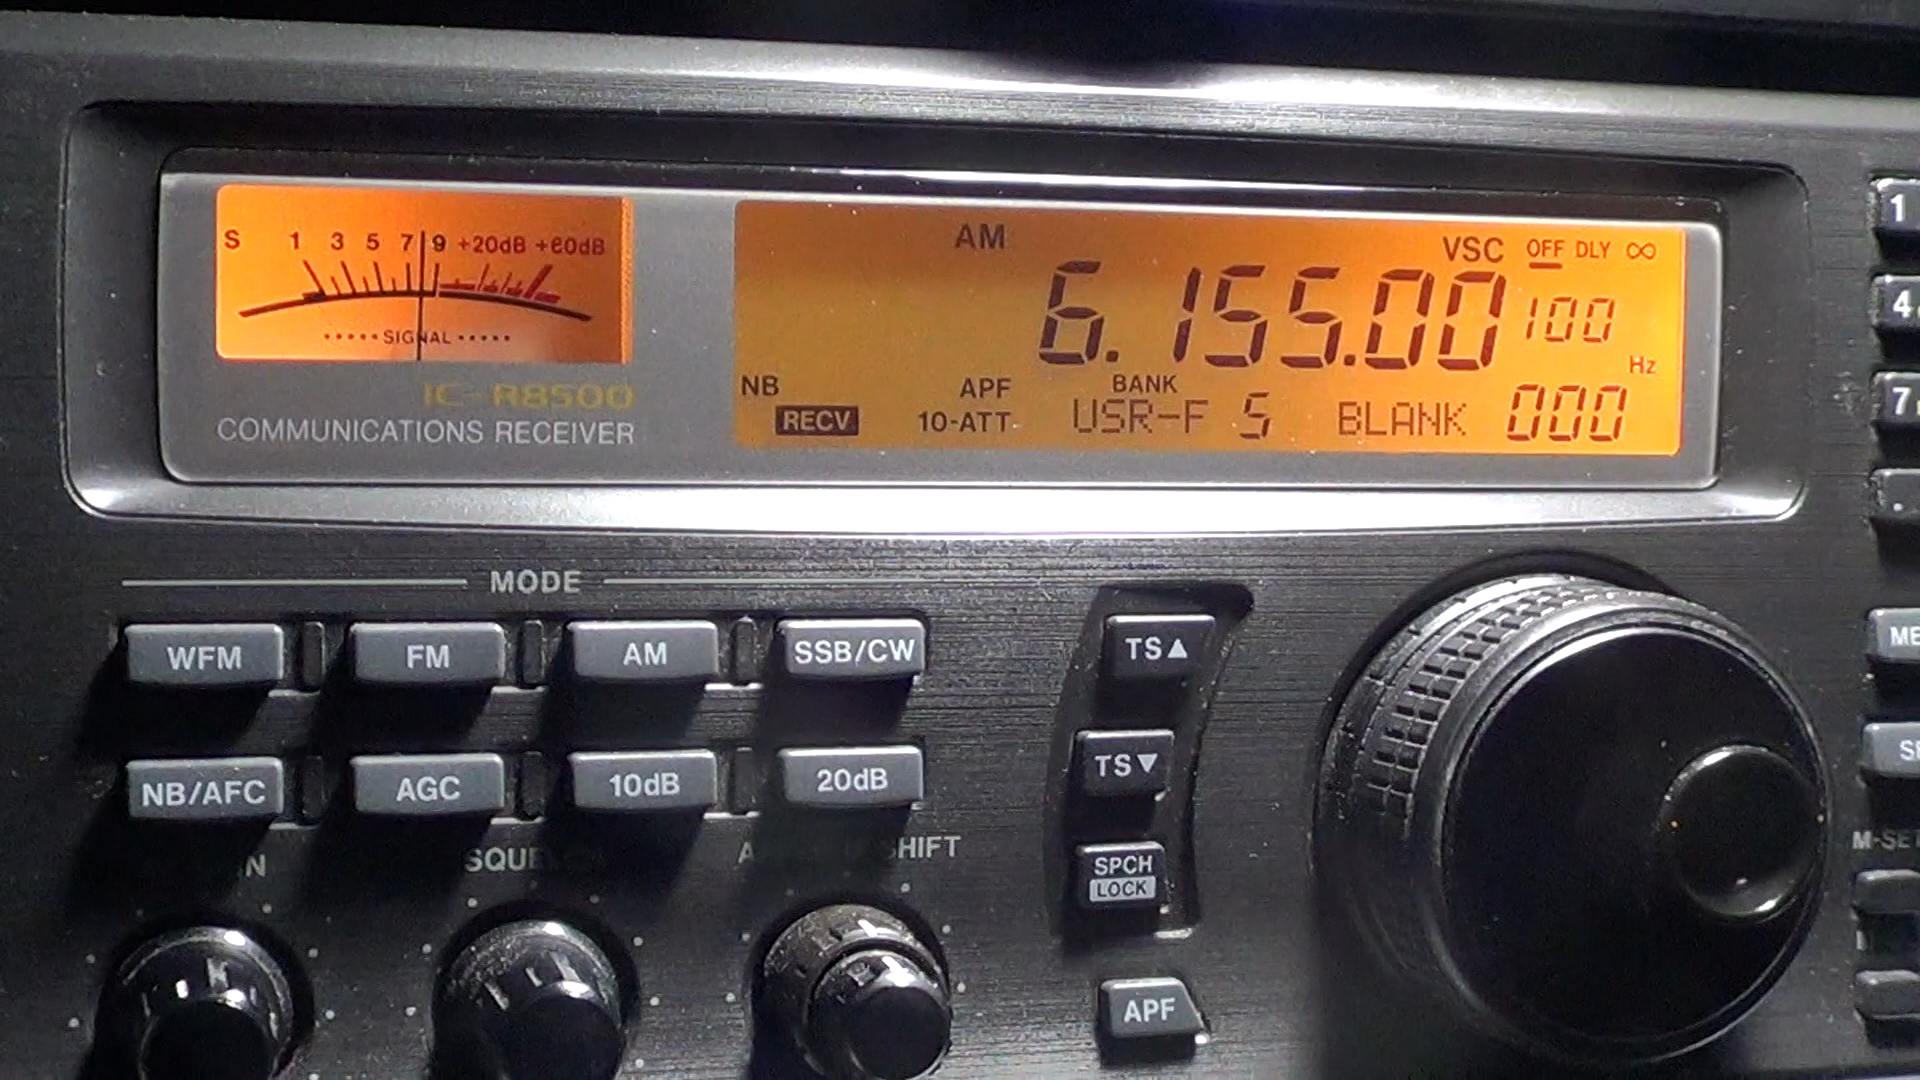 S 1 3 5 7 9 +20dB +60dB
SIGNAL
IC-R8500
COMMUNICATIONS RECEIVER
AM VSC OFF DLY ∞
6.155.00 100
Hz
NB APF BANK
RECV 10-ATT USR-F 5 BLANK 000
MODE
WFM FM AM SSB/CW
NB/AFC AGC 10dB 20dB
TS▲
TS▼
SPCH
LOCK
APF
1
4
7
.
M-SET